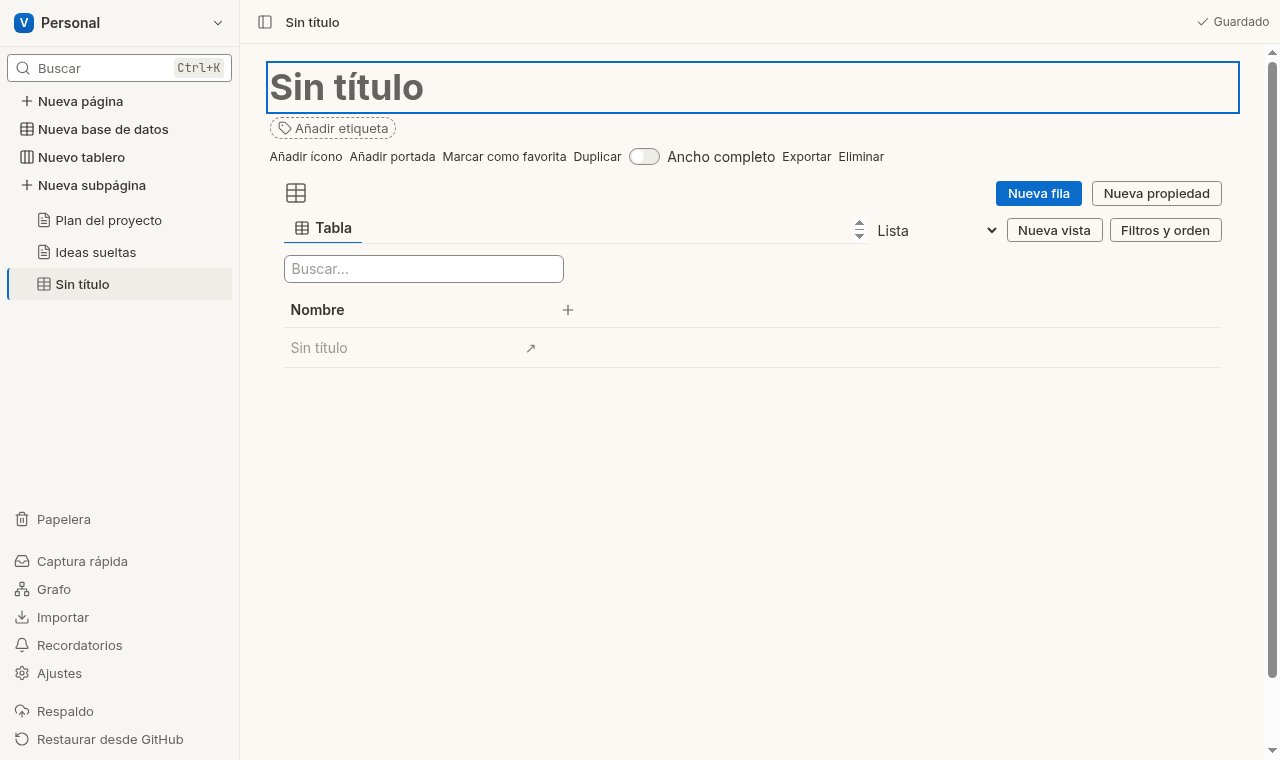 V Personal
Buscar Ctrl+K
Nueva página
Nueva base de datos
Nuevo tablero
Nueva subpágina
Plan del proyecto
Ideas sueltas
Sin título
Papelera
Captura rápida
Grafo
Importar
Recordatorios
Ajustes
Respaldo
Restaurar desde GitHub
Sin título
Guardado
Sin título
Añadir etiqueta
Añadir ícono Añadir portada Marcar como favorita Duplicar Ancho completo Exportar Eliminar
Nueva fila Nueva propiedad
Tabla Lista Nueva vista Filtros y orden
Buscar...
Nombre
Sin título